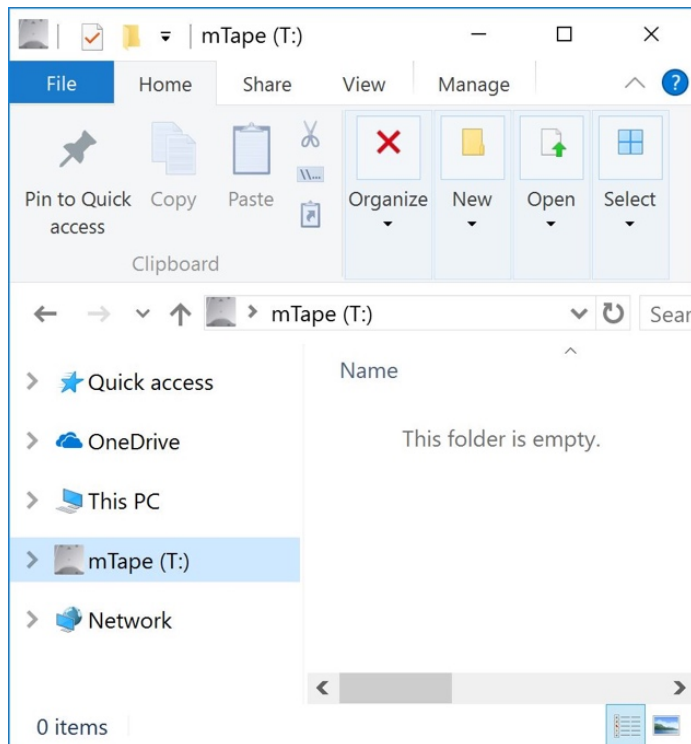 mTape (T:)
File Home Share View Manage ?
Pin to Quick access
Copy
Paste
\\...
Organize
New
Open
Select
Clipboard
mTape (T:)
Sear
Name
Quick access
This folder is empty.
OneDrive
This PC
mTape (T:)
Network
0 items